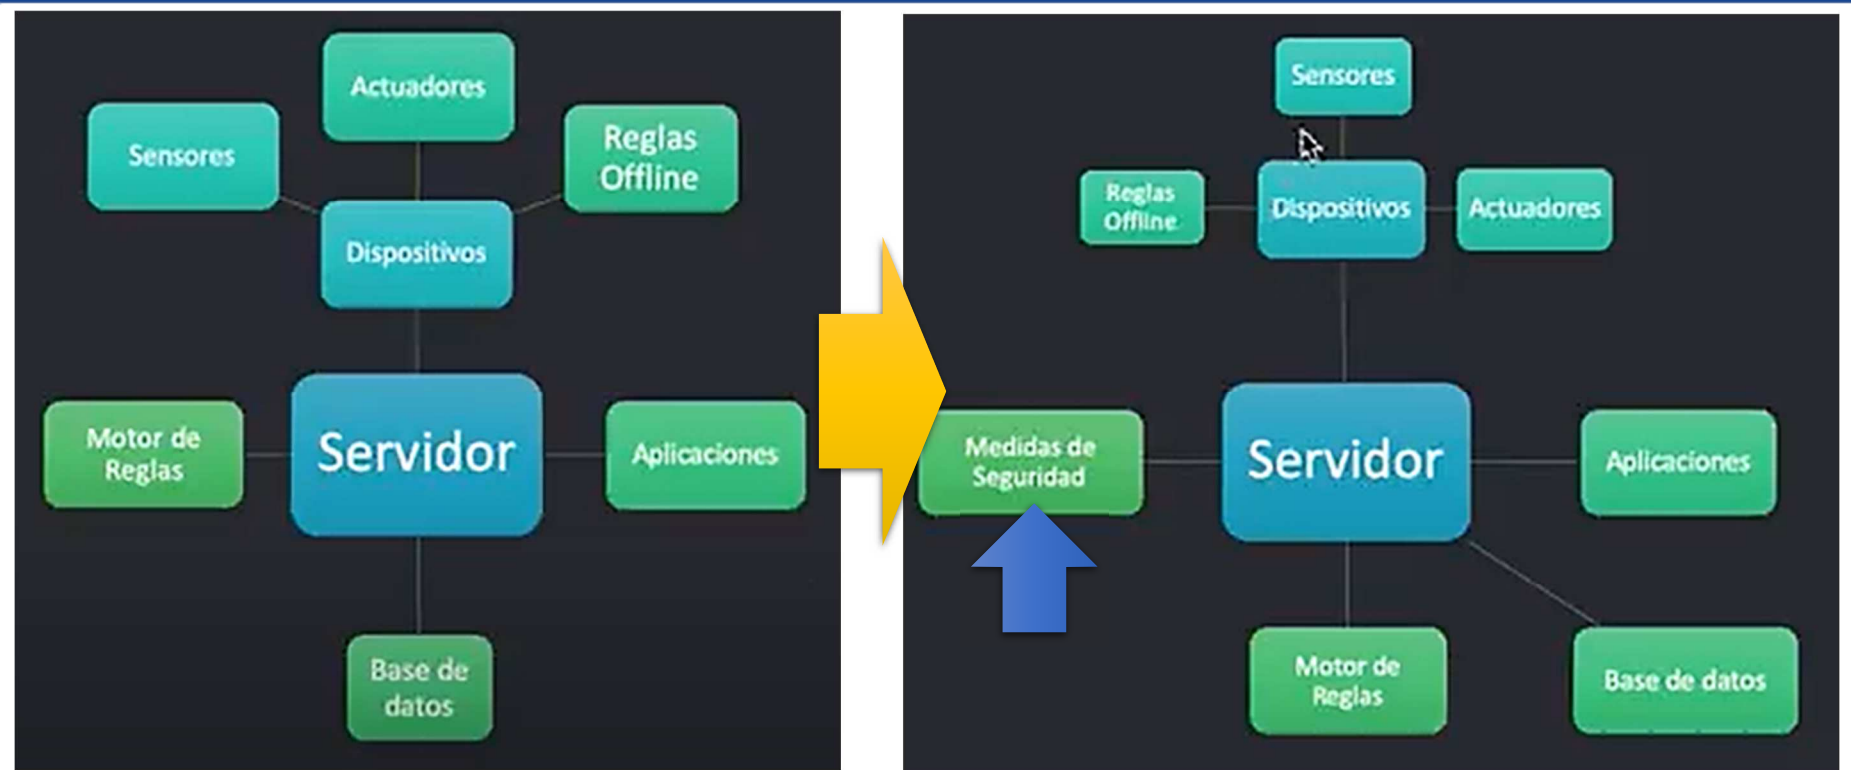 Actuadores
Sensores
Reglas
Offline
Dispositivos
Motor de
Reglas
Servidor
Aplicaciones
Base de
datos
Sensores
Reglas
Offline
Dispositivos
Actuadores
Medidas de
Seguridad
Servidor
Aplicaciones
Motor de
Reglas
Base de datos